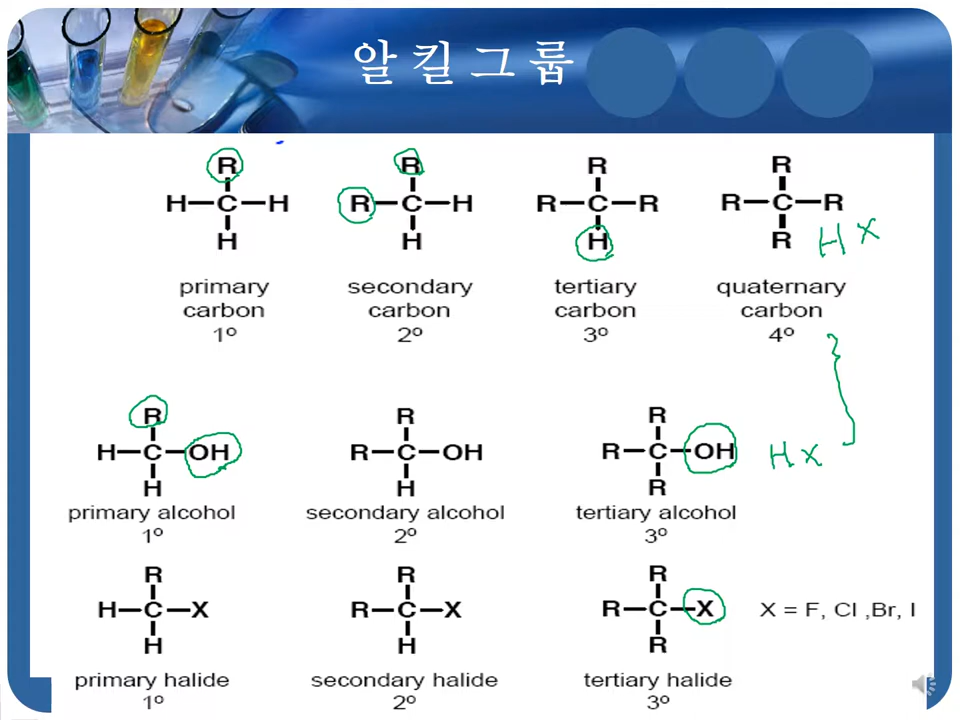 알킬그룹
R R R R
H—C—H R—C—H R—C—R R—C—R
H H H R H X
primary secondary tertiary quaternary
carbon carbon carbon carbon
1º 2º 3º 4º
R R R
H—C—OH R—C—OH R—C—OH H X
H H R
primary alcohol secondary alcohol tertiary alcohol
1º 2º 3º
R R R
H—C—X R—C—X R—C—X X = F, Cl ,Br, I
H H R
primary halide secondary halide tertiary halide
1º 2º 3º